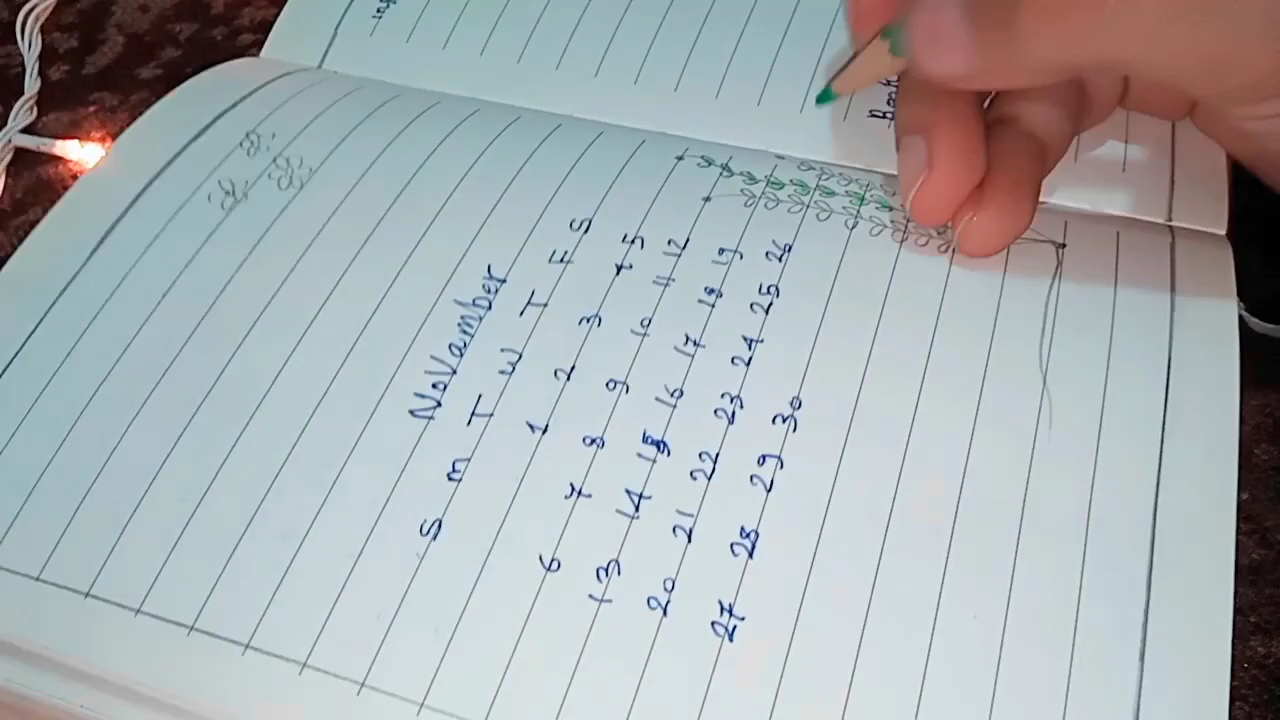 NoVamber
S m T W T F S
1 2 3 4 5
6 7 8 9 10 11 12
13 14 15 16 17 18 19
20 21 22 23 24 25 26
27 28 29 30